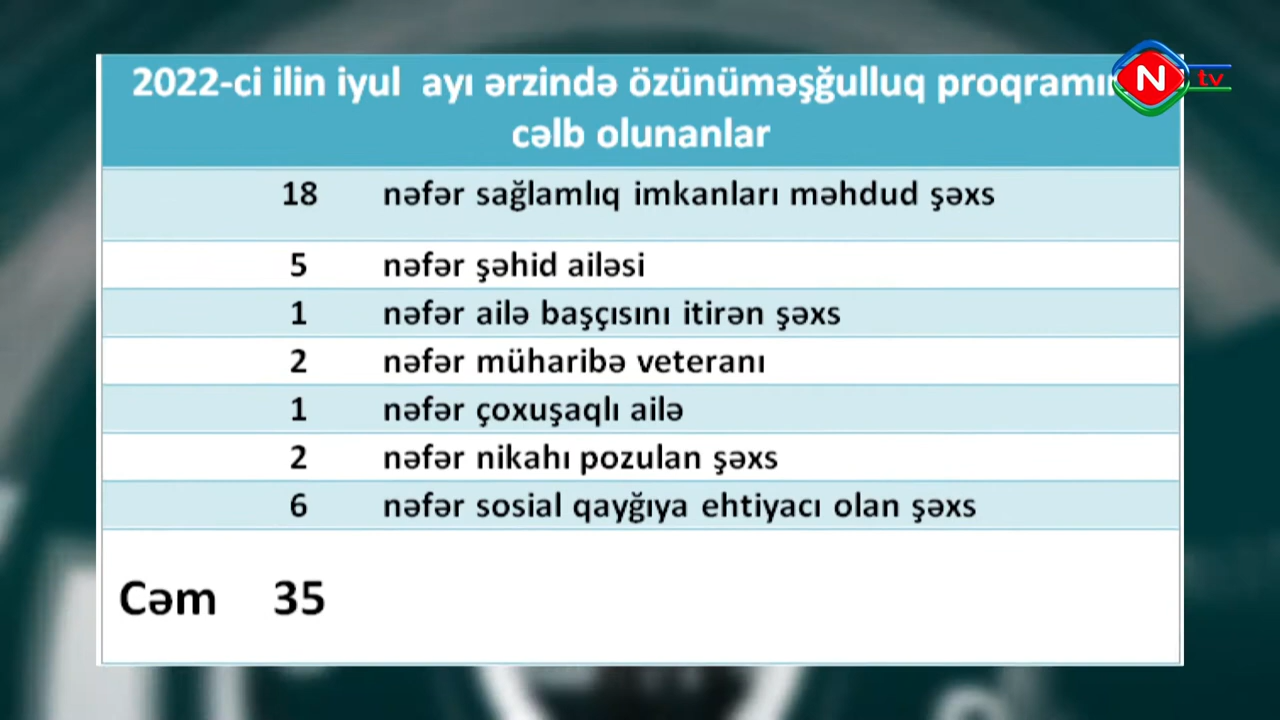 2022-ci ilin iyul ayı ərzində özünüməşğulluq
cəlb olunanlar
18 nəfər sağlamlıq imkanları məhdud şəxs
5 nəfər şəhid ailəsi
1 nəfər ailə başçısını itirən şəxs
2 nəfər müharibə veteranı
1 nəfər çoxuşaqlı ailə
2 nəfər nikahı pozulan şəxs
6 nəfər sosial qayğıya ehtiyacı olan şəxs
Cəm 35
N tv